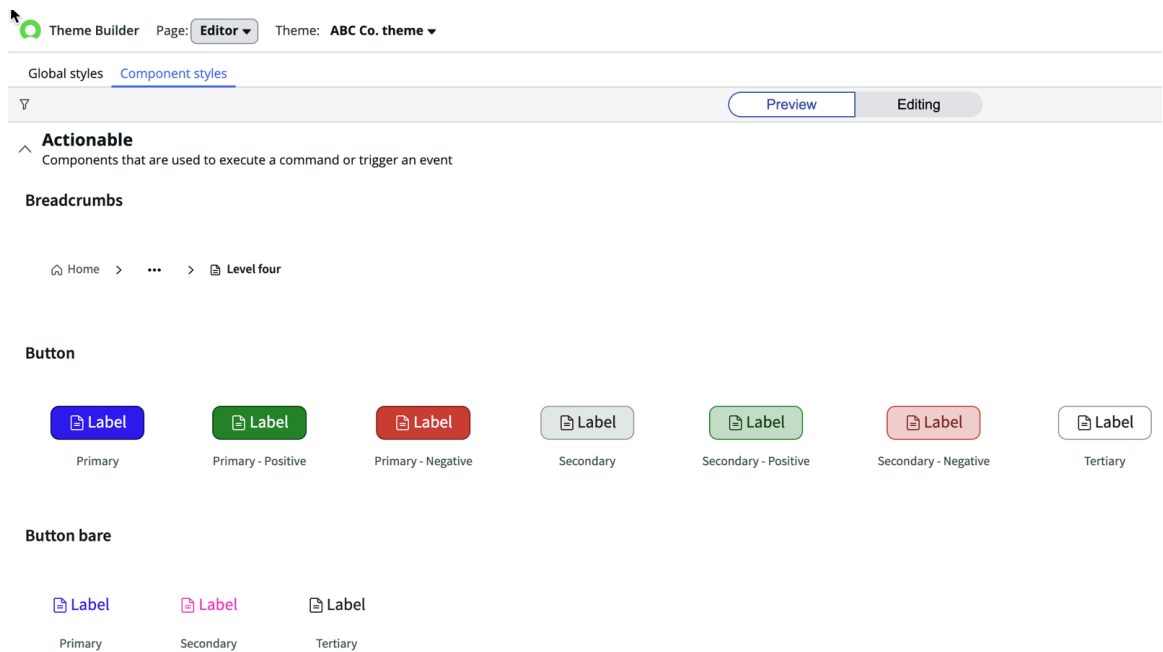 Theme Builder Page: Editor Theme: ABC Co. theme
Global styles Component styles
Preview Editing
Actionable
Components that are used to execute a command or trigger an event
Breadcrumbs
Home > ••• > Level four
Button
Label Label Label Label Label Label Label
Primary Primary - Positive Primary - Negative Secondary Secondary - Positive Secondary - Negative Tertiary
Button bare
Label Label Label
Primary Secondary Tertiary